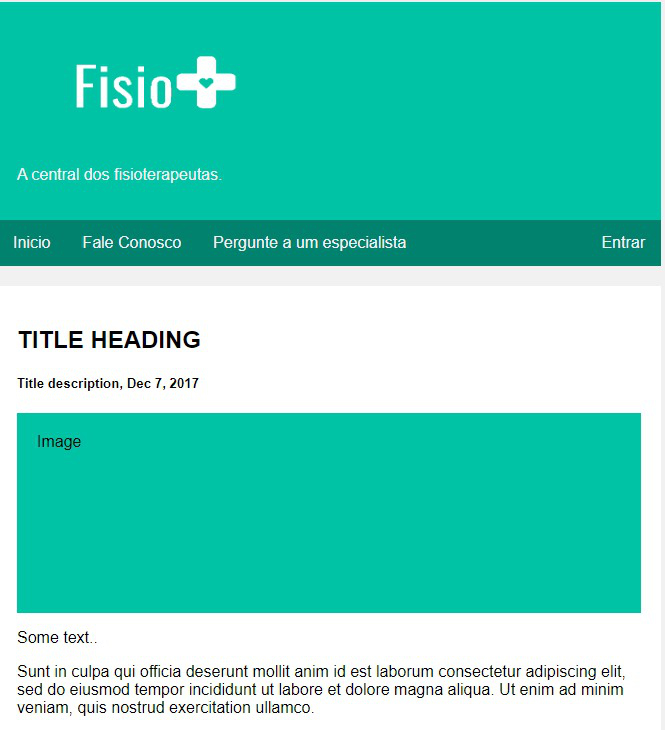 Fisio
A central dos fisioterapeutas.
Inicio Fale Conosco Pergunte a um especialista Entrar
TITLE HEADING
Title description, Dec 7, 2017
Image
Some text..
Sunt in culpa qui officia deserunt mollit anim id est laborum consectetur adipiscing elit,
sed do eiusmod tempor incididunt ut labore et dolore magna aliqua. Ut enim ad minim
veniam, quis nostrud exercitation ullamco.